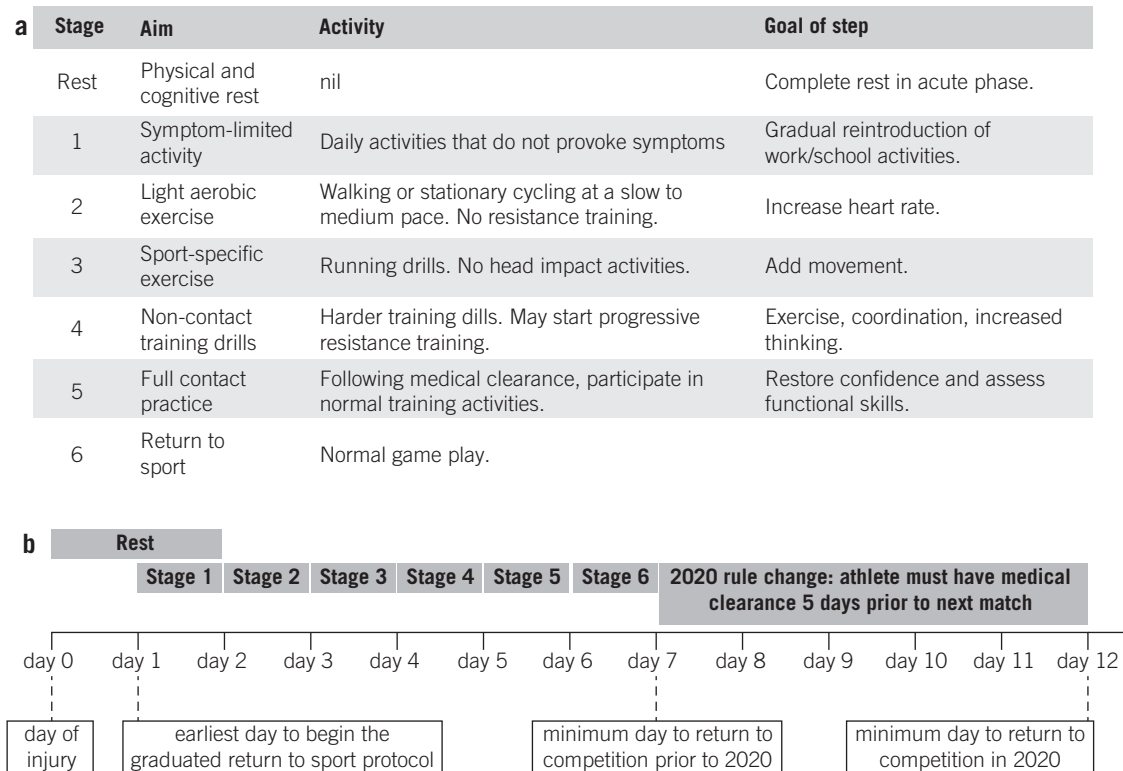 a
Stage Aim Activity Goal of step
Rest
Physical and
cognitive rest
nil
Complete rest in acute phase.
1
Symptom-limited
activity
Daily activities that do not provoke symptoms
Gradual reintroduction of
work/school activities.
2
Light aerobic
exercise
Walking or stationary cycling at a slow to
medium pace. No resistance training.
Increase heart rate.
3
Sport-specific
exercise
Running drills. No head impact activities.
Add movement.
4
Non-contact
training drills
Harder training dills. May start progressive
resistance training.
Exercise, coordination, increased
thinking.
5
Full contact
practice
Following medical clearance, participate in
normal training activities.
Restore confidence and assess
functional skills.
6
Return to
sport
Normal game play.
b
Rest
Stage 1 Stage 2 Stage 3 Stage 4 Stage 5 Stage 6
2020 rule change: athlete must have medical
clearance 5 days prior to next match
day 0 day 1 day 2 day 3 day 4 day 5 day 6 day 7 day 8 day 9 day 10 day 11 day 12
day of
injury
earliest day to begin the
graduated return to sport protocol
minimum day to return to
competition prior to 2020
minimum day to return to
competition in 2020